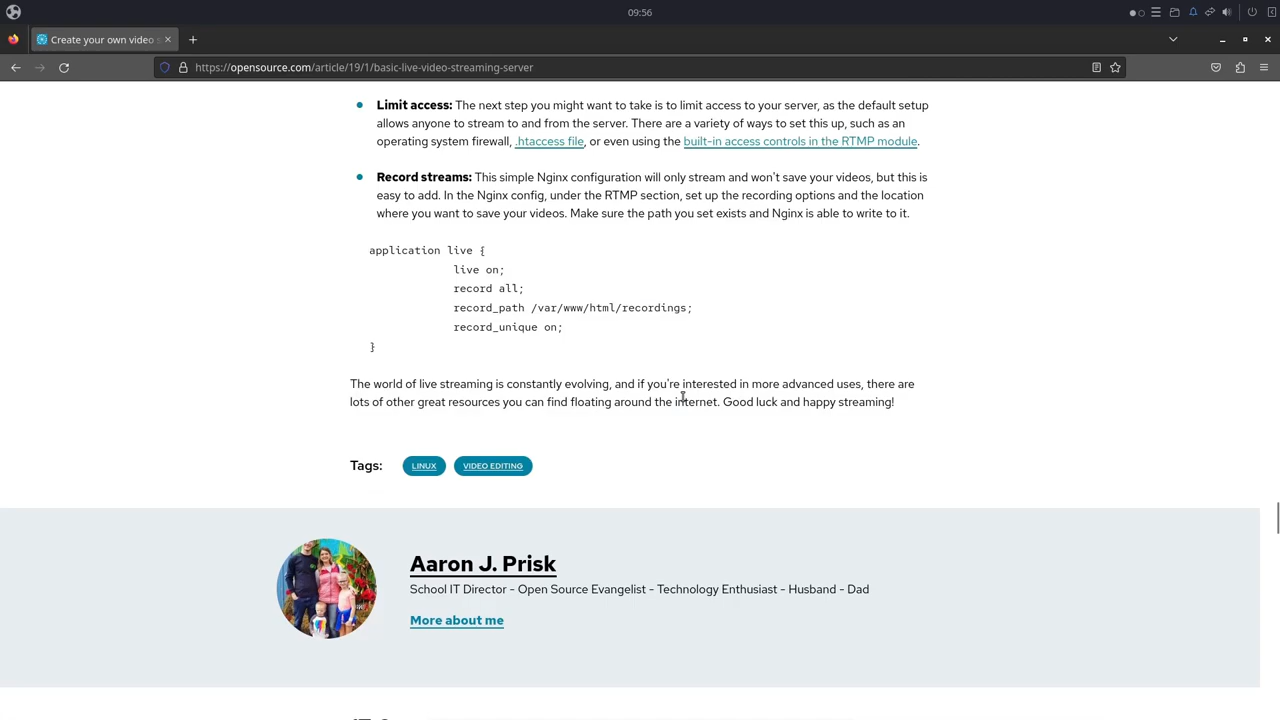 09:56
Create your own video s
https://opensource.com/article/19/1/basic-live-video-streaming-server
Limit access: The next step you might want to take is to limit access to your server, as the default setup
allows anyone to stream to and from the server. There are a variety of ways to set this up, such as an
operating system firewall, .htaccess file, or even using the built-in access controls in the RTMP module.
Record streams: This simple Nginx configuration will only stream and won't save your videos, but this is
easy to add. In the Nginx config, under the RTMP section, set up the recording options and the location
where you want to save your videos. Make sure the path you set exists and Nginx is able to write to it.
application live {
live on;
record all;
record_path /var/www/html/recordings;
record_unique on;
}
The world of live streaming is constantly evolving, and if you're interested in more advanced uses, there are
lots of other great resources you can find floating around the internet. Good luck and happy streaming!
Tags: LINUX VIDEO EDITING
Aaron J. Prisk
School IT Director - Open Source Evangelist - Technology Enthusiast - Husband - Dad
More about me